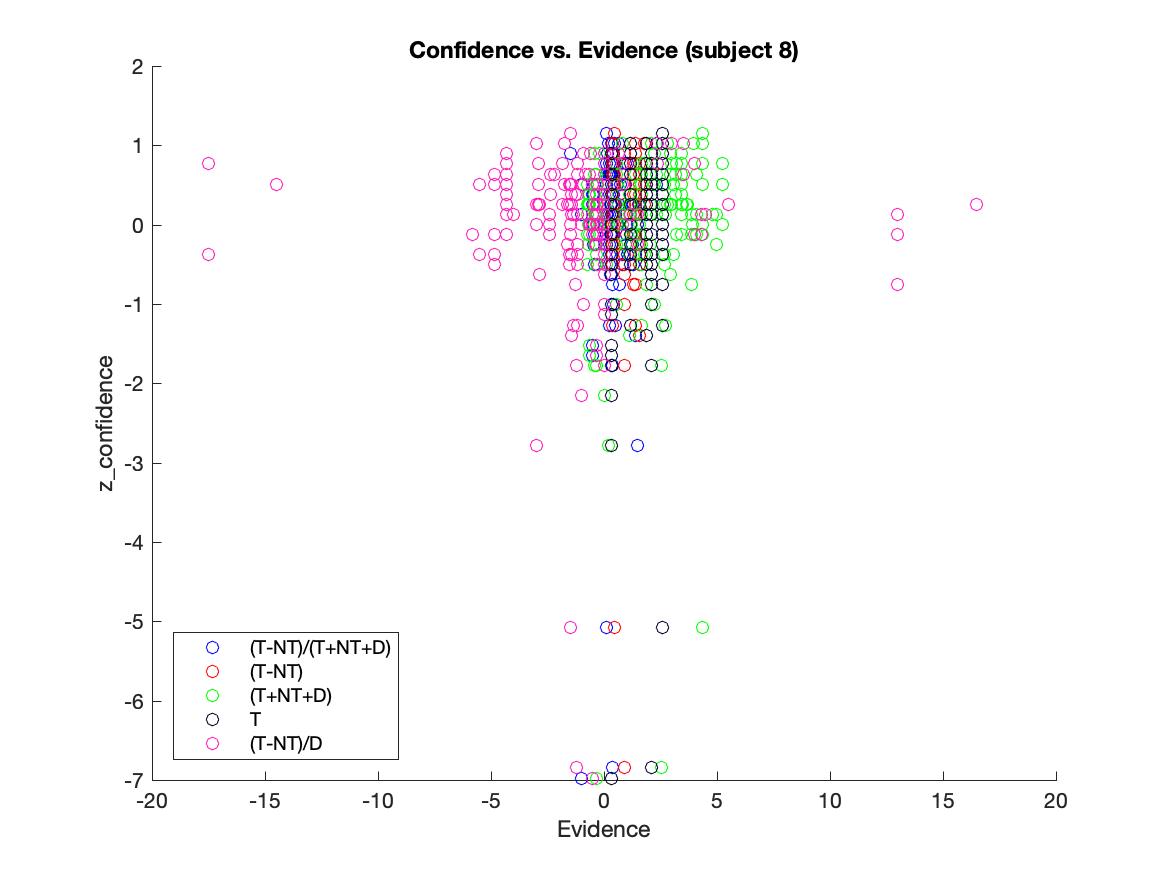 Confidence vs. Evidence (subject 8)
2
1
0
-1
-2
-3
-4
-5
-6
-7
z_confidence
(T-NT)/(T+NT+D)
(T-NT)
(T+NT+D)
T
(T-NT)/D
-20 -15 -10 -5 0 5 10 15 20
Evidence